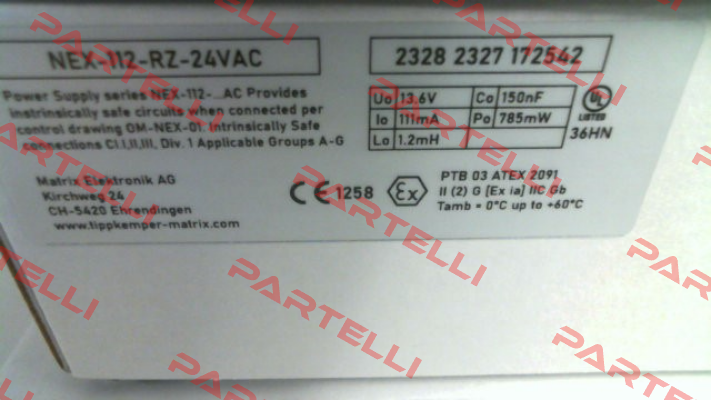 NEX-112-RZ-24VAC
2328 2327 172542
Power Supply series NEX-112-...AC Provides
instrinsically safe circuits when connected per
control drawing OM-NEX-01. Intrinsically Safe
connections Cl.I,II,III, Div. 1 Applicable Groups A-G
Uo 13.6V Co 150nF
Io 111mA Po 785mW
Lo 1.2mH
UL
LISTED
36HN
Matrix Elektronik AG
Kirchweg 24
CH-5420 Ehrendingen
www.tippkemper-matrix.com
CE 1258
Ex
PTB 03 ATEX 2091
II (2) G [Ex ia] IIC Gb
Tamb = 0°C up to +60°C
PARTELLI
PARTELLI
PARTELLI
PARTELLI
PARTELLI
PARTELLI
PARTELLI